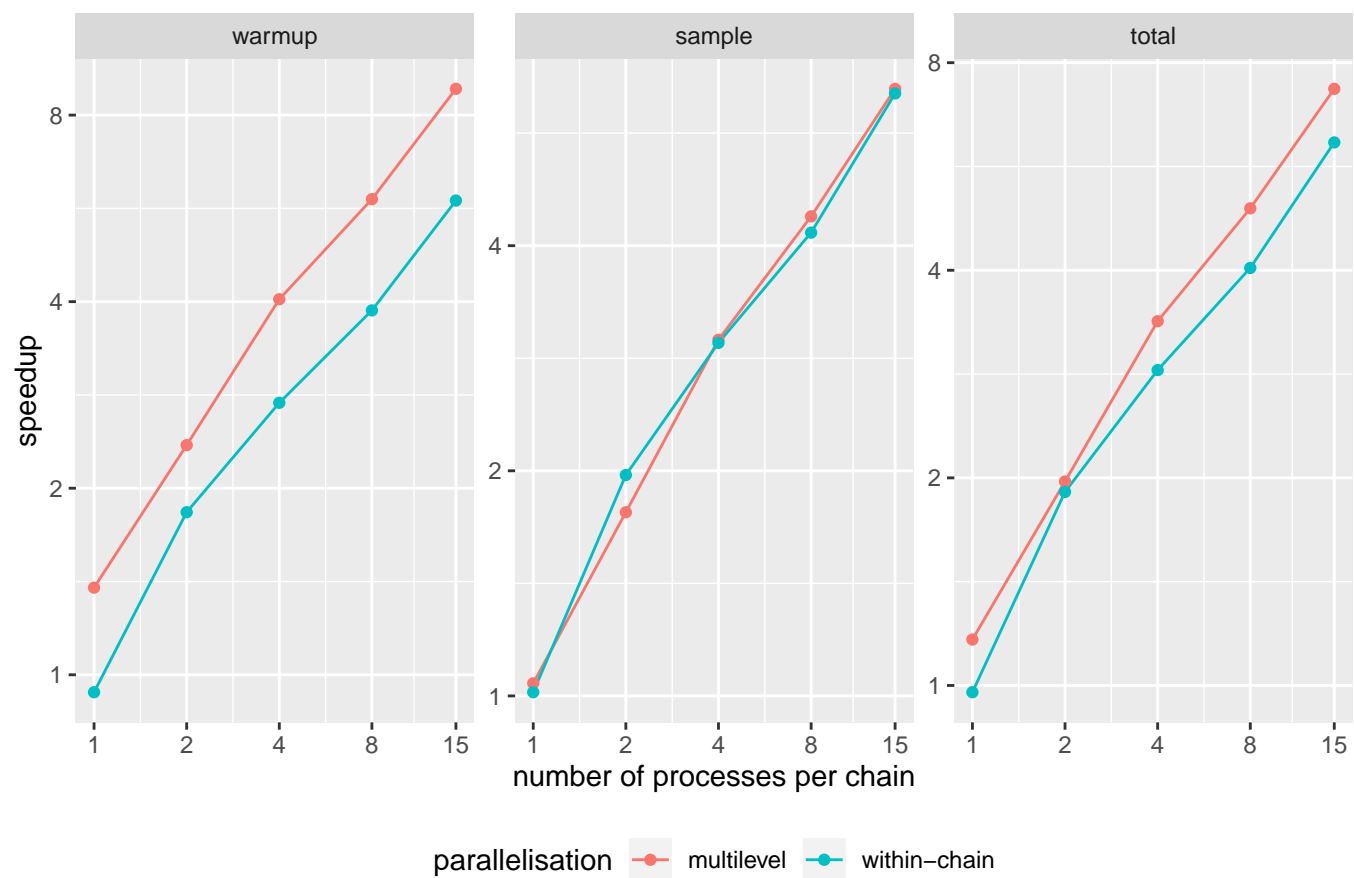 warmup sample total
8
4
2
1
4
2
1
8
4
2
1
speedup
1 2 4 8 15 1 2 4 8 15 1 2 4 8 15
number of processes per chain
parallelisation multilevel within−chain